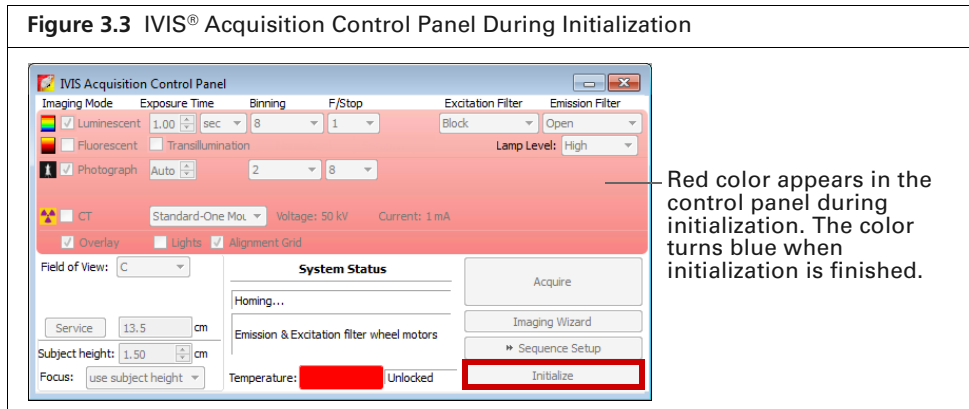 Figure 3.3 IVIS® Acquisition Control Panel During Initialization
IVIS Acquisition Control Panel
Imaging Mode Exposure Time Binning F/Stop Excitation Filter Emission Filter
Luminescent 1.00 sec 8 1 Block Open
Fluorescent Transillumination Lamp Level: High
Photograph Auto 2 8
CT Standard-One Mou Voltage: 50 kV Current: 1 mA
Overlay Lights Alignment Grid
Red color appears in the
control panel during
initialization. The color
turns blue when
initialization is finished.
Field of View: C
Service 13.5 cm
Subject height: 1.50 cm
Focus: use subject height
System Status
Homing...
Emission & Excitation filter wheel motors
Temperature: Unlocked
Acquire
Imaging Wizard
Sequence Setup
Initialize